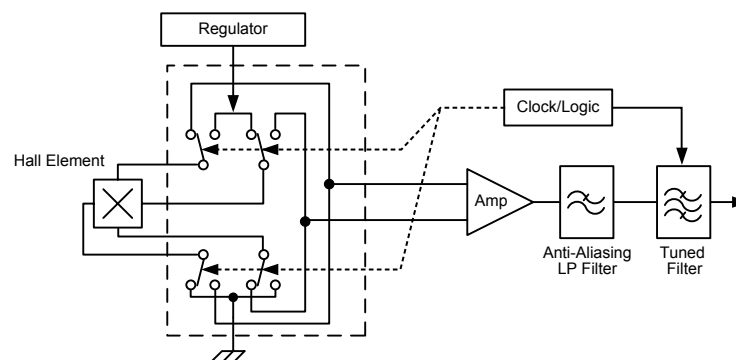 Regulator
Clock/Logic
Hall Element
Amp
Anti-Aliasing
LP Filter
Tuned
Filter